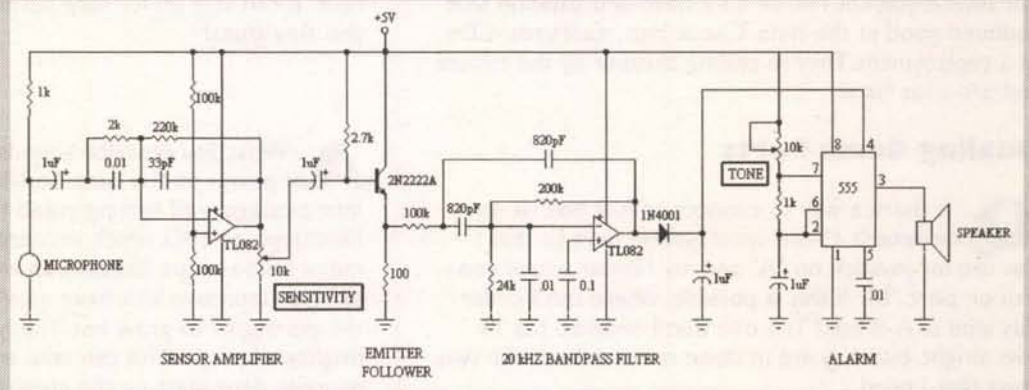 +5V
1k
100k
2k
220k
2.7k
820pF
10k
8
4
1uF
0.01
33pF
1uF
2N2222A
200k
1N4001
TONE
7
555
3
100k
820pF
1k
6
2
TL082
TL082
SPEAKER
MICROPHONE
100k
10k
100
24k
.01
0.1
1uF
1uF
1
5
.01
SENSITIVITY
SENSOR AMPLIFIER
EMITTER
FOLLOWER
20 kHZ BANDPASS FILTER
ALARM